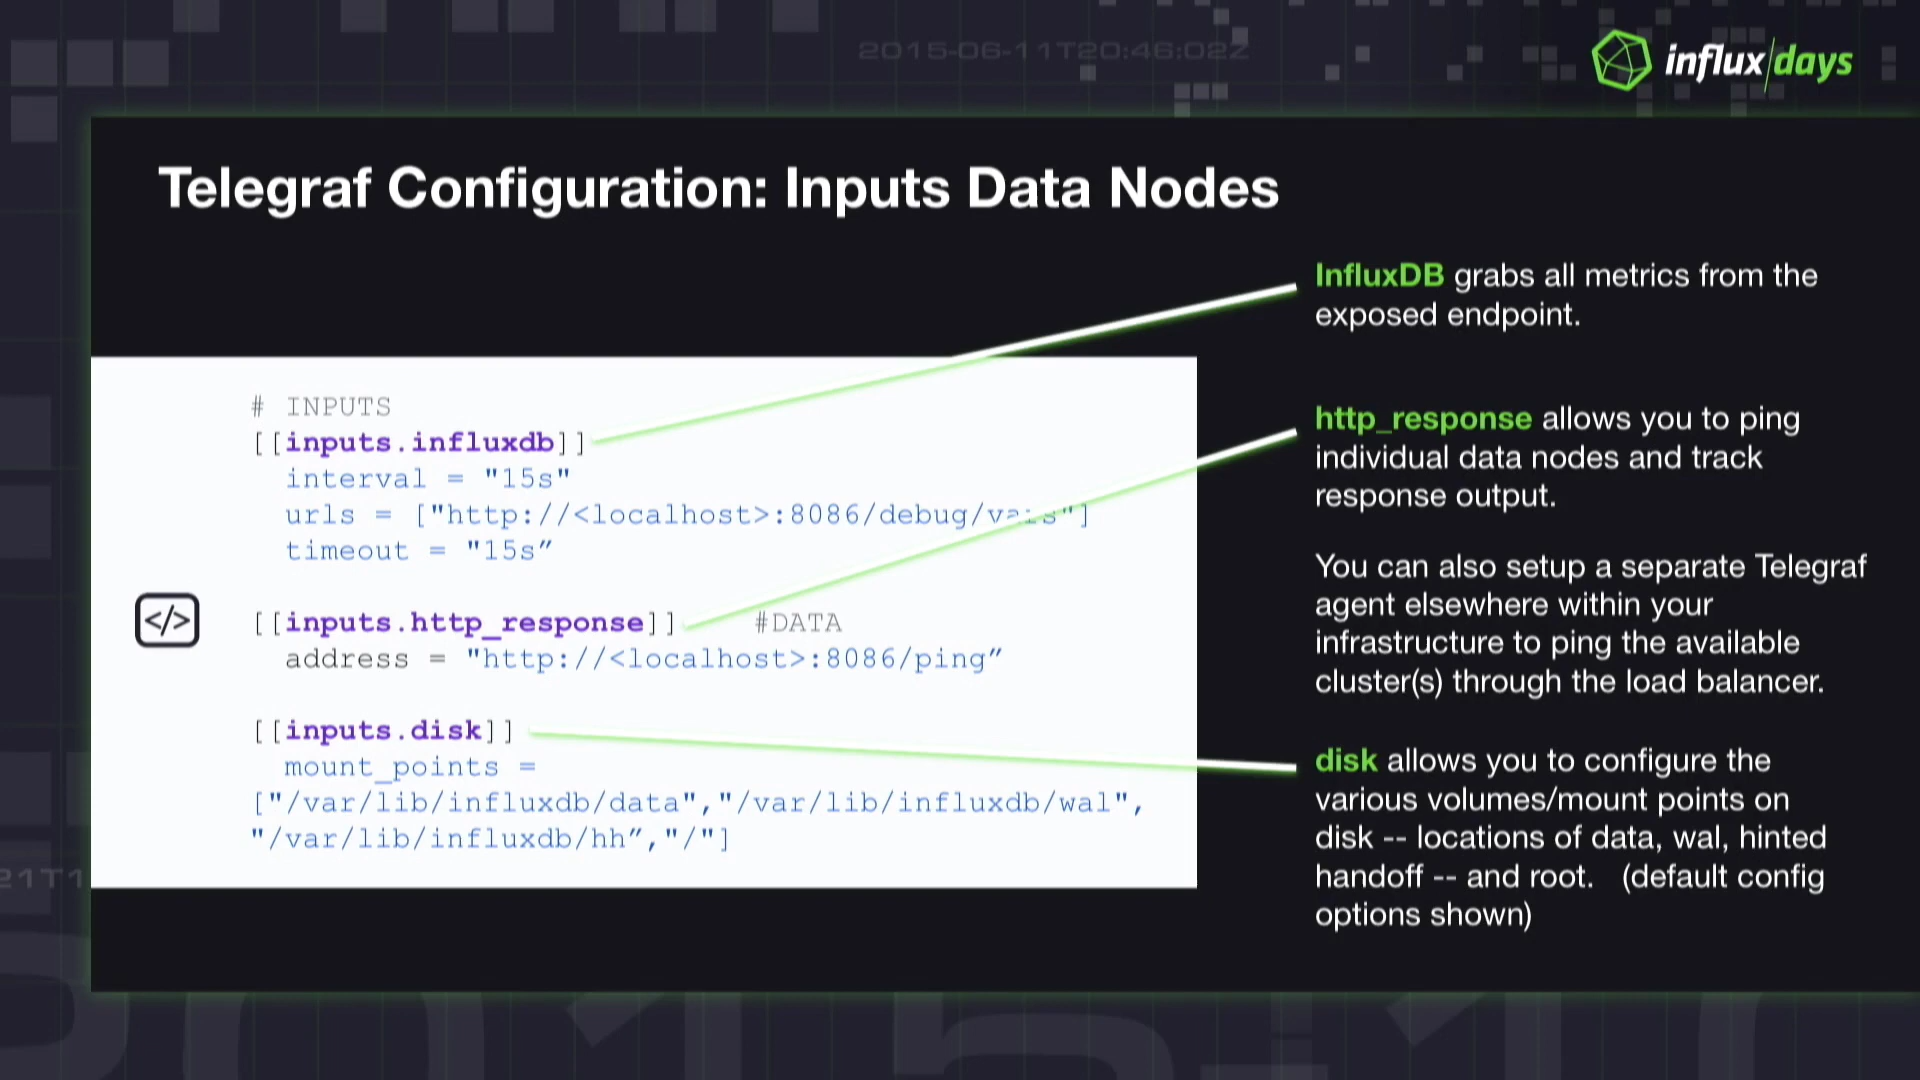 2015-06-11T20:46:02Z
influx/days
Telegraf Configuration: Inputs Data Nodes
InfluxDB grabs all metrics from the
exposed endpoint.
http_response allows you to ping
individual data nodes and track
response output.
You can also setup a separate Telegraf
agent elsewhere within your
infrastructure to ping the available
cluster(s) through the load balancer.
disk allows you to configure the
various volumes/mount points on
disk -- locations of data, wal, hinted
handoff -- and root. (default config
options shown)
# INPUTS
[[inputs.influxdb]]
interval = "15s"
urls = ["http://<localhost>:8086/debug/vars"]
timeout = "15s”
</>
[[inputs.http_response]] #DATA
address = "http://<localhost>:8086/ping”
[[inputs.disk]]
mount_points =
["/var/lib/influxdb/data","/var/lib/influxdb/wal",
"/var/lib/influxdb/hh”,"/"]